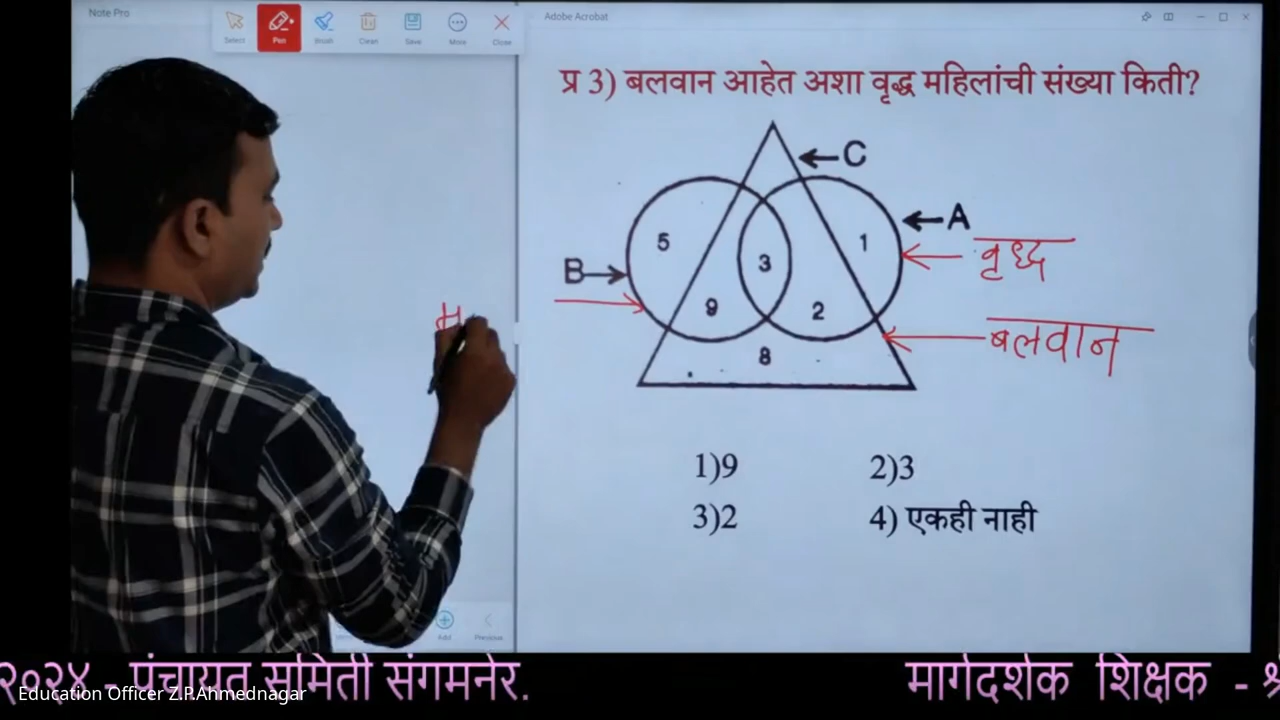 Note Pro
Select Pen Brush Clean Save More Close
Adobe Acrobat
प्र 3) बलवान आहेत अशा वृद्ध महिलांची संख्या किती?
C
A
वृध्द
B
5
3
1
9
2
8
बलवान
म
1)9 2)3
3)2 4) एकही नाही
Add Previous
२०२४ - पंचायत समिती संगमनेर. मार्गदर्शक शिक्षक -
Education Officer Z.P.Ahmednagar